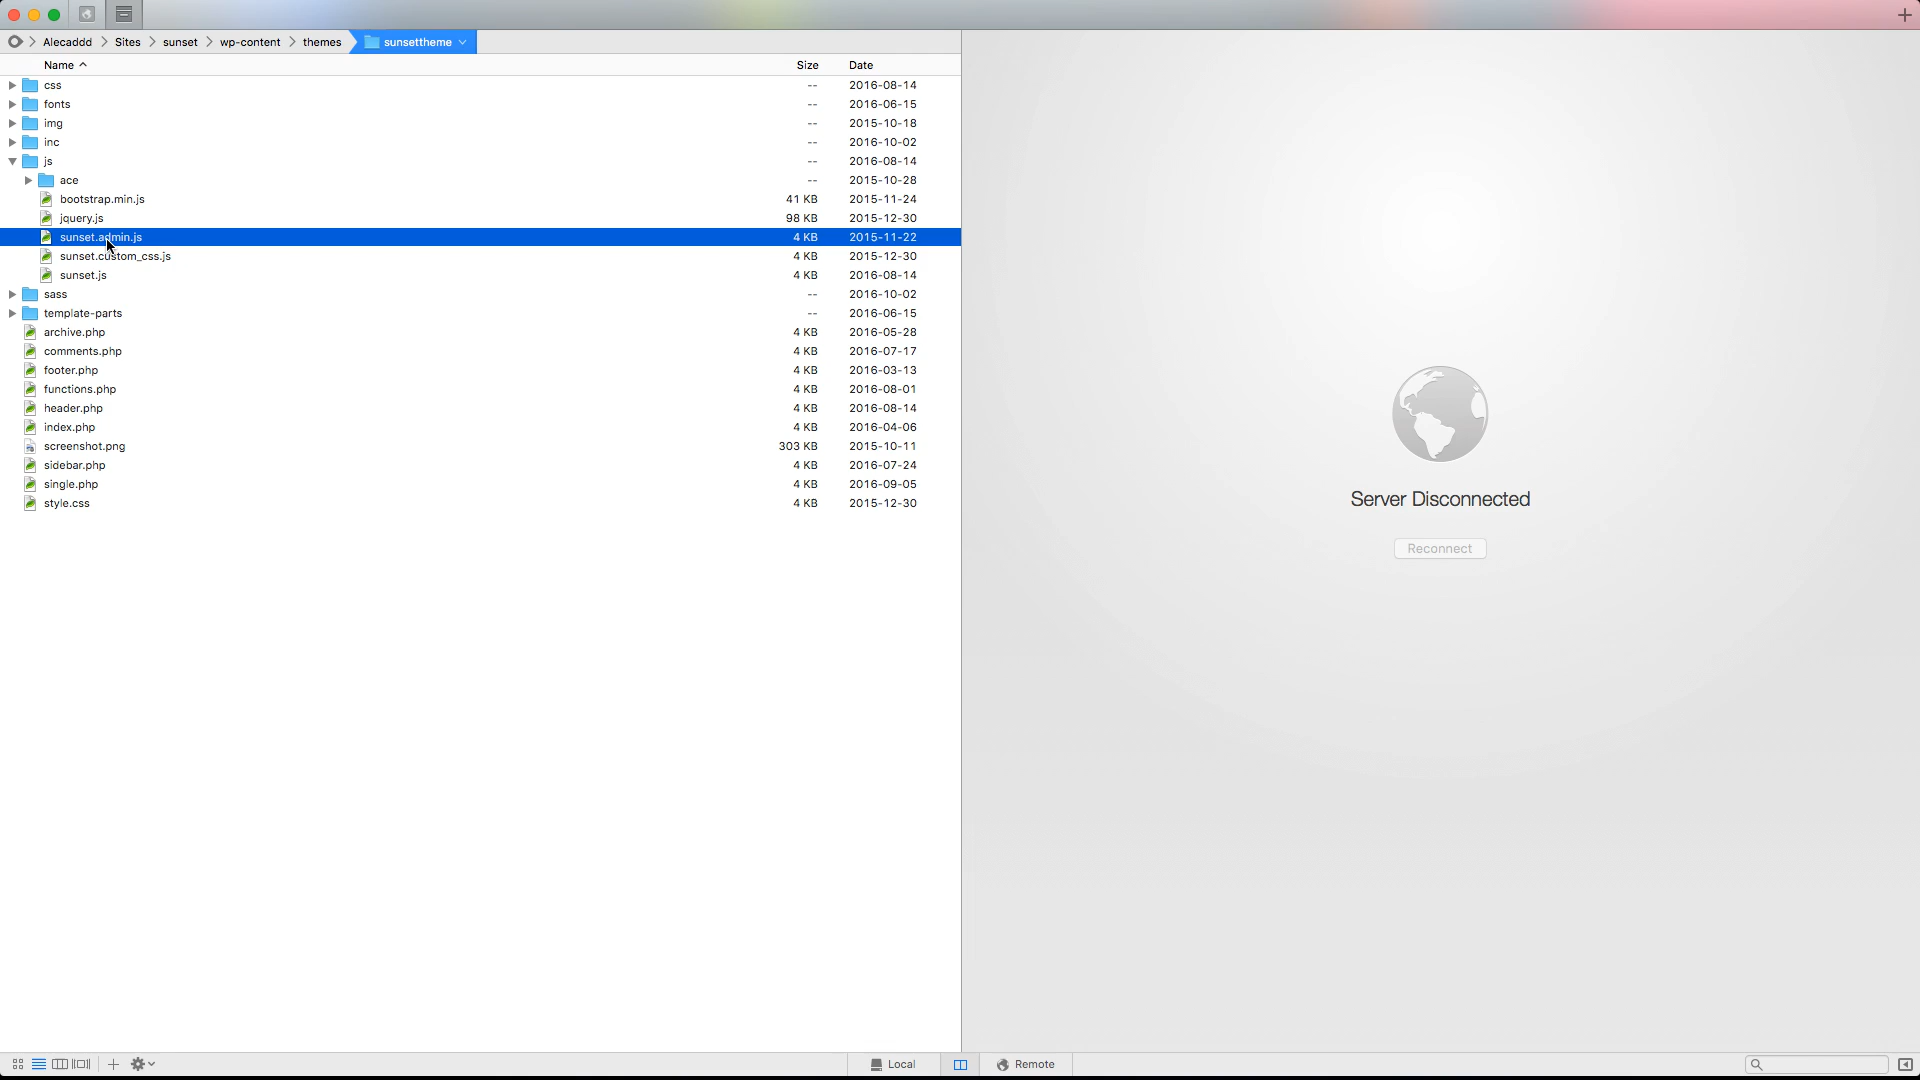 Alecaddd Sites sunset wp-content themes sunsettheme
Name Size Date
css -- 2016-08-14
fonts -- 2016-06-15
img -- 2015-10-18
inc -- 2016-10-02
js -- 2016-08-14
ace -- 2015-10-28
bootstrap.min.js 41 KB 2015-11-24
jquery.js 98 KB 2015-12-30
sunset.admin.js 4 KB 2015-11-22
sunset.custom_css.js 4 KB 2015-12-30
sunset.js 4 KB 2016-08-14
sass -- 2016-10-02
template-parts -- 2016-06-15
archive.php 4 KB 2016-05-28
comments.php 4 KB 2016-07-17
footer.php 4 KB 2016-03-13
functions.php 4 KB 2016-08-01
header.php 4 KB 2016-08-14
index.php 4 KB 2016-04-06
screenshot.png 303 KB 2015-10-11
sidebar.php 4 KB 2016-07-24
single.php 4 KB 2016-09-05
style.css 4 KB 2015-12-30
Server Disconnected
Reconnect
Local Remote